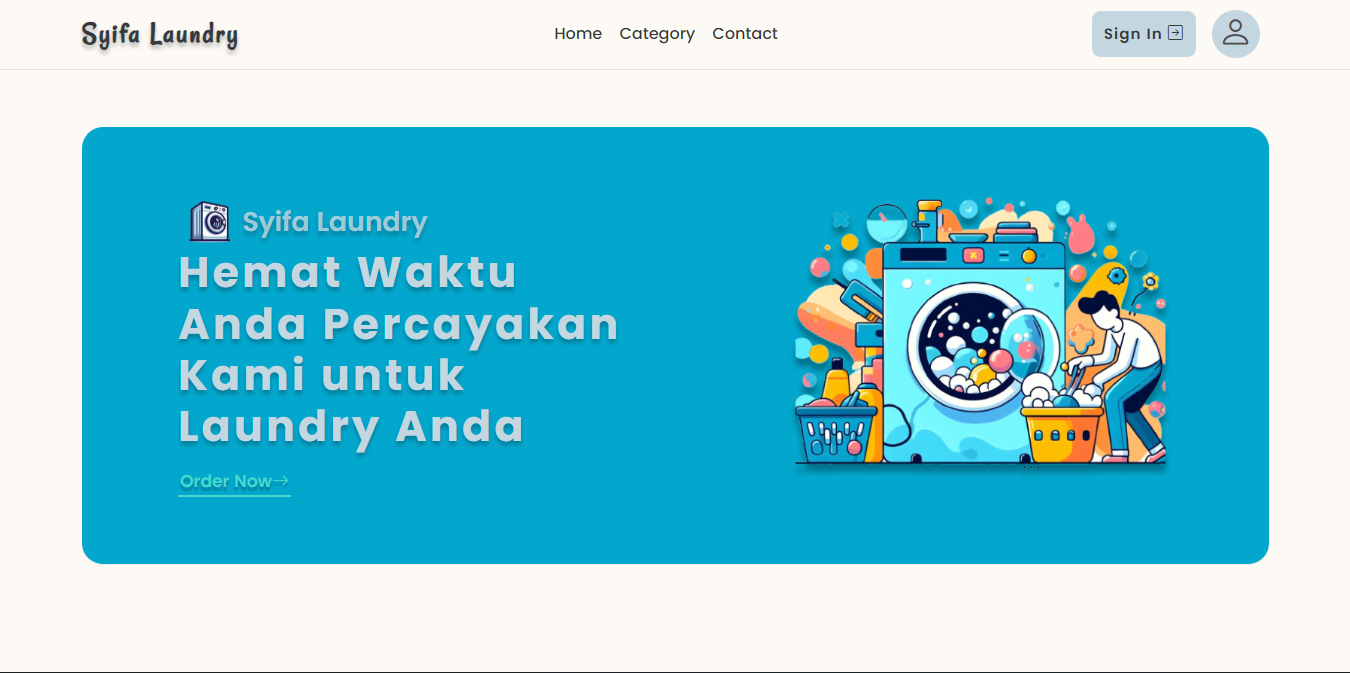 Syifa Laundry
Home Category Contact
Sign In
Syifa Laundry
Hemat Waktu
Anda Percayakan
Kami untuk
Laundry Anda
Order Now